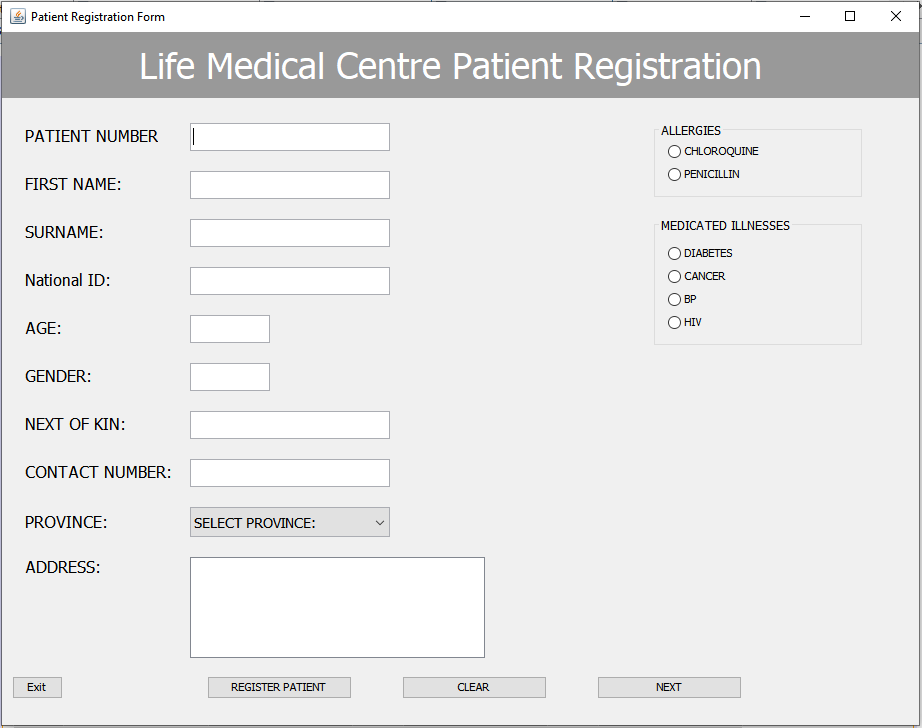 Patient Registration Form
Life Medical Centre Patient Registration
PATIENT NUMBER
FIRST NAME:
SURNAME:
National ID:
AGE:
GENDER:
NEXT OF KIN:
CONTACT NUMBER:
PROVINCE:
SELECT PROVINCE:
ADDRESS:
ALLERGIES
CHLOROQUINE
PENICILLIN
MEDICATED ILLNESSES
DIABETES
CANCER
BP
HIV
Exit
REGISTER PATIENT
CLEAR
NEXT